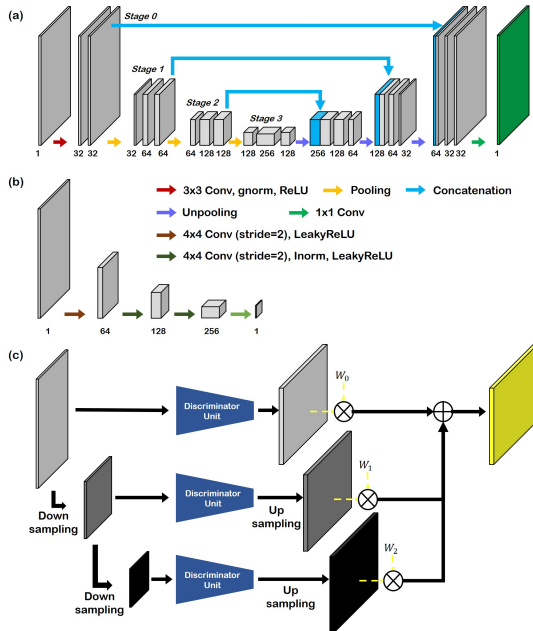 (a)
Stage 0
Stage 1
Stage 2
Stage 3
1 32 32 32 64 64 64 128 128 128 256 128 256 128 64 128 64 32 64 32 32 1
(b)
3x3 Conv, gnorm, ReLU
Pooling
Concatenation
Unpooling
1x1 Conv
4x4 Conv (stride=2), LeakyReLU
4x4 Conv (stride=2), Inorm, LeakyReLU
1 64 128 256 1
(c)
W0
Discriminator
Unit
W1
Discriminator
Unit
Down
sampling
Up
sampling
W2
Discriminator
Unit
Down
sampling
Up
sampling